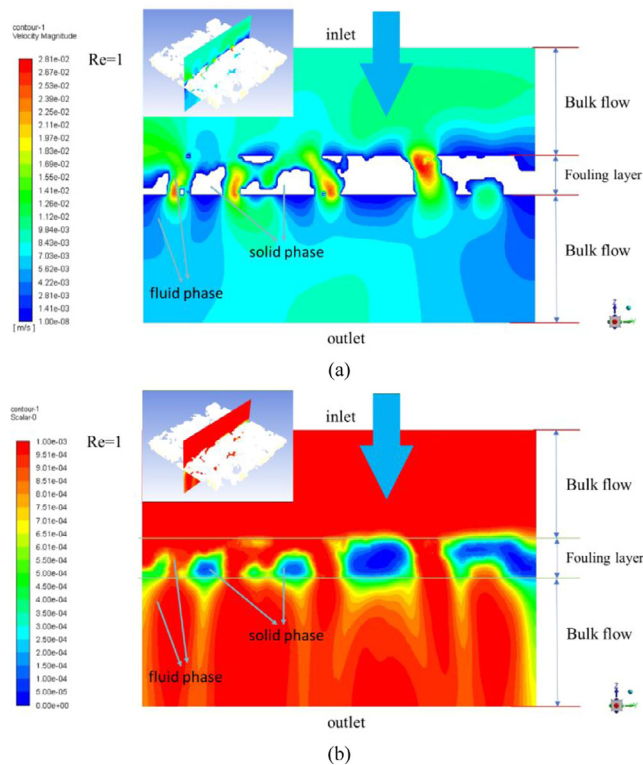 (a)
contour-1
Velocity Magnitude
2.81e-02
2.67e-02
2.53e-02
2.39e-02
2.25e-02
2.11e-02
1.97e-02
1.83e-02
1.69e-02
1.55e-02
1.41e-02
1.27e-02
1.12e-02
9.84e-03
8.43e-03
7.03e-03
5.62e-03
4.22e-03
2.81e-03
1.41e-03
1.00e-08
[ m/s ]
Re=1
inlet
Bulk flow
Fouling layer
Bulk flow
solid phase
fluid phase
outlet
(a)
contour-1
Scalar-0
1.00e-03
9.51e-04
9.01e-04
8.51e-04
8.01e-04
7.51e-04
7.01e-04
6.51e-04
6.01e-04
5.51e-04
5.01e-04
4.50e-04
4.00e-04
3.50e-04
3.00e-04
2.50e-04
2.00e-04
1.50e-04
1.00e-04
5.00e-05
0.00e+00
Re=1
inlet
Bulk flow
Fouling layer
Bulk flow
solid phase
fluid phase
outlet
(b)